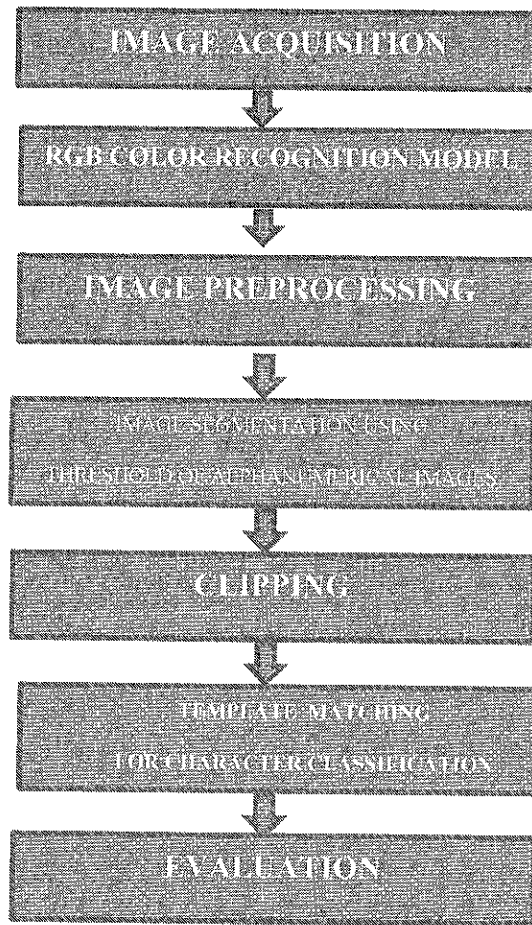 IMAGE ACQUISITION
RGB COLOR RECOGNITION MODEL
IMAGE PREPROCESSING
IMAGE SEGMENTATION USING
THRESHOLD OF ALPHANUMERICAL IMAGES
CLIPPING
TEMPLATE MATCHING
FOR CHARACTER CLASSIFICATION
EVALUATION